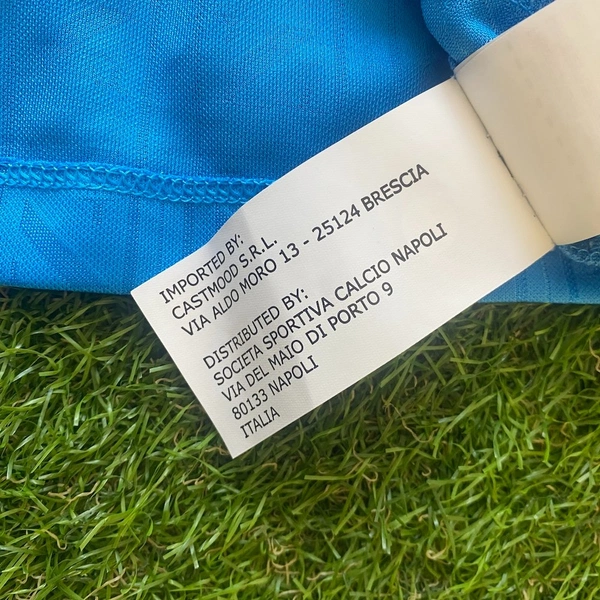 IMPORTED BY:
CASTMOOD S.R.L.
VIA ALDO MORO 13 - 25124 BRESCIA
DISTRIBUTED BY:
SOCIETA SPORTIVA CALCIO NAPOLI
VIA DEL MAIO DI PORTO 9
80133 NAPOLI
ITALIA